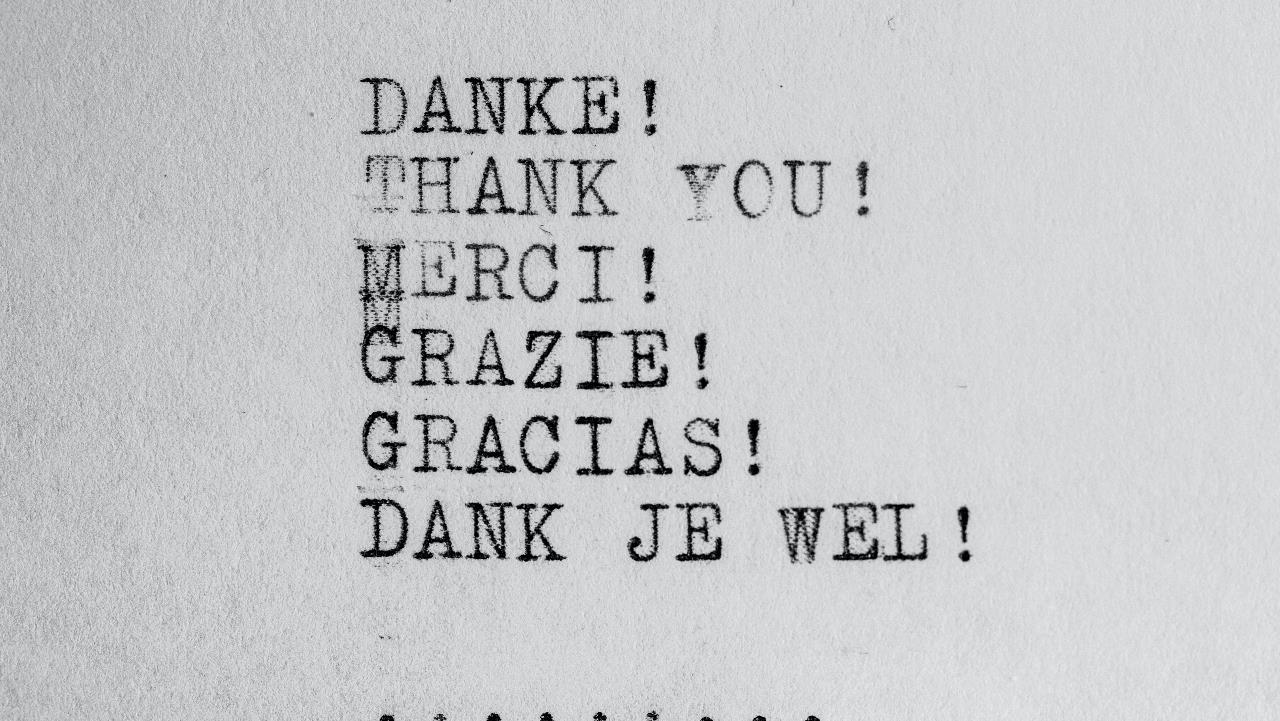 DANKE!
THANK YOU!
MERCI!
GRAZIE!
GRACIAS!
DANK JE WEL!